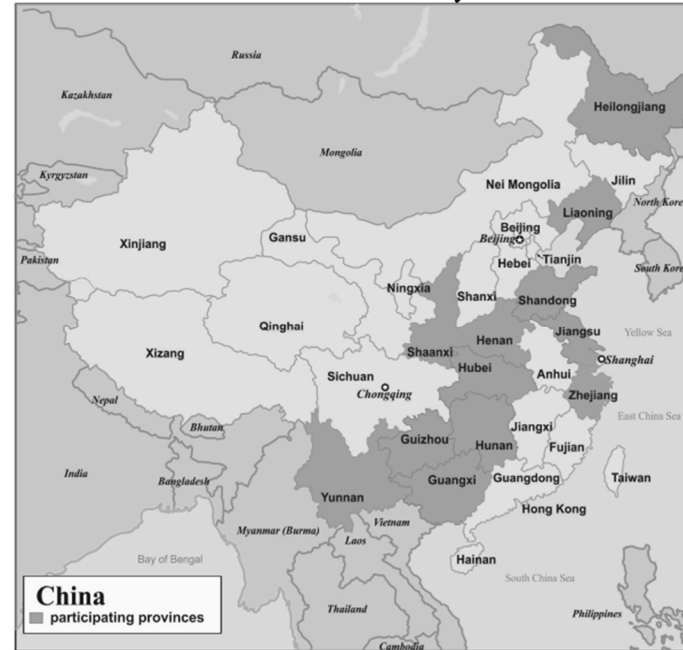 Russia
Kazakhstan
Heilongjiang
Mongolia
Kyrgyzstan
Nei Mongolia
Jilin
North Kore
Liaoning
Beijing
Beijing
Gansu
Xinjiang
Pakistan
Hebei
Tianjin
South Kore
Ningxia
Shanxi
Shandong
Qinghai
Henan
Jiangsu
Yellow Sea
Xizang
Shaanxi
Shanghai
Hubei
Sichuan
Anhui
Chongqing
Zhejiang
Nepal
East China Sea
Bhutan
Jiangxi
Guizhou
Hunan
Fujian
India
Bangladesh
Guangxi
Guangdong
Taiwan
Yunnan
Hong Kong
Vietnam
Myanmar (Burma)
Laos
Bay of Bengal
Hainan
South China Sea
China
participating provinces
Thailand
Philippines
Cambodia